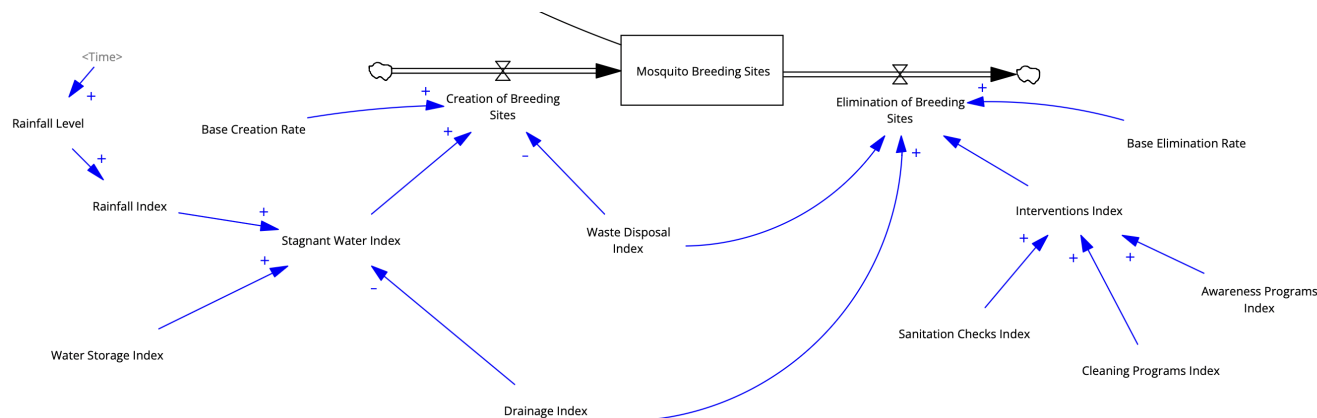 <Time>
+
Rainfall Level
+
Rainfall Index
Base Creation Rate
+
Creation of Breeding
Sites
+
–
Mosquito Breeding Sites
Elimination of Breeding
Sites
+
+
Base Elimination Rate
+
Stagnant Water Index
+
–
Waste Disposal
Index
Interventions Index
+
+
+
Water Storage Index
Drainage Index
Sanitation Checks Index
Cleaning Programs Index
Awareness Programs
Index